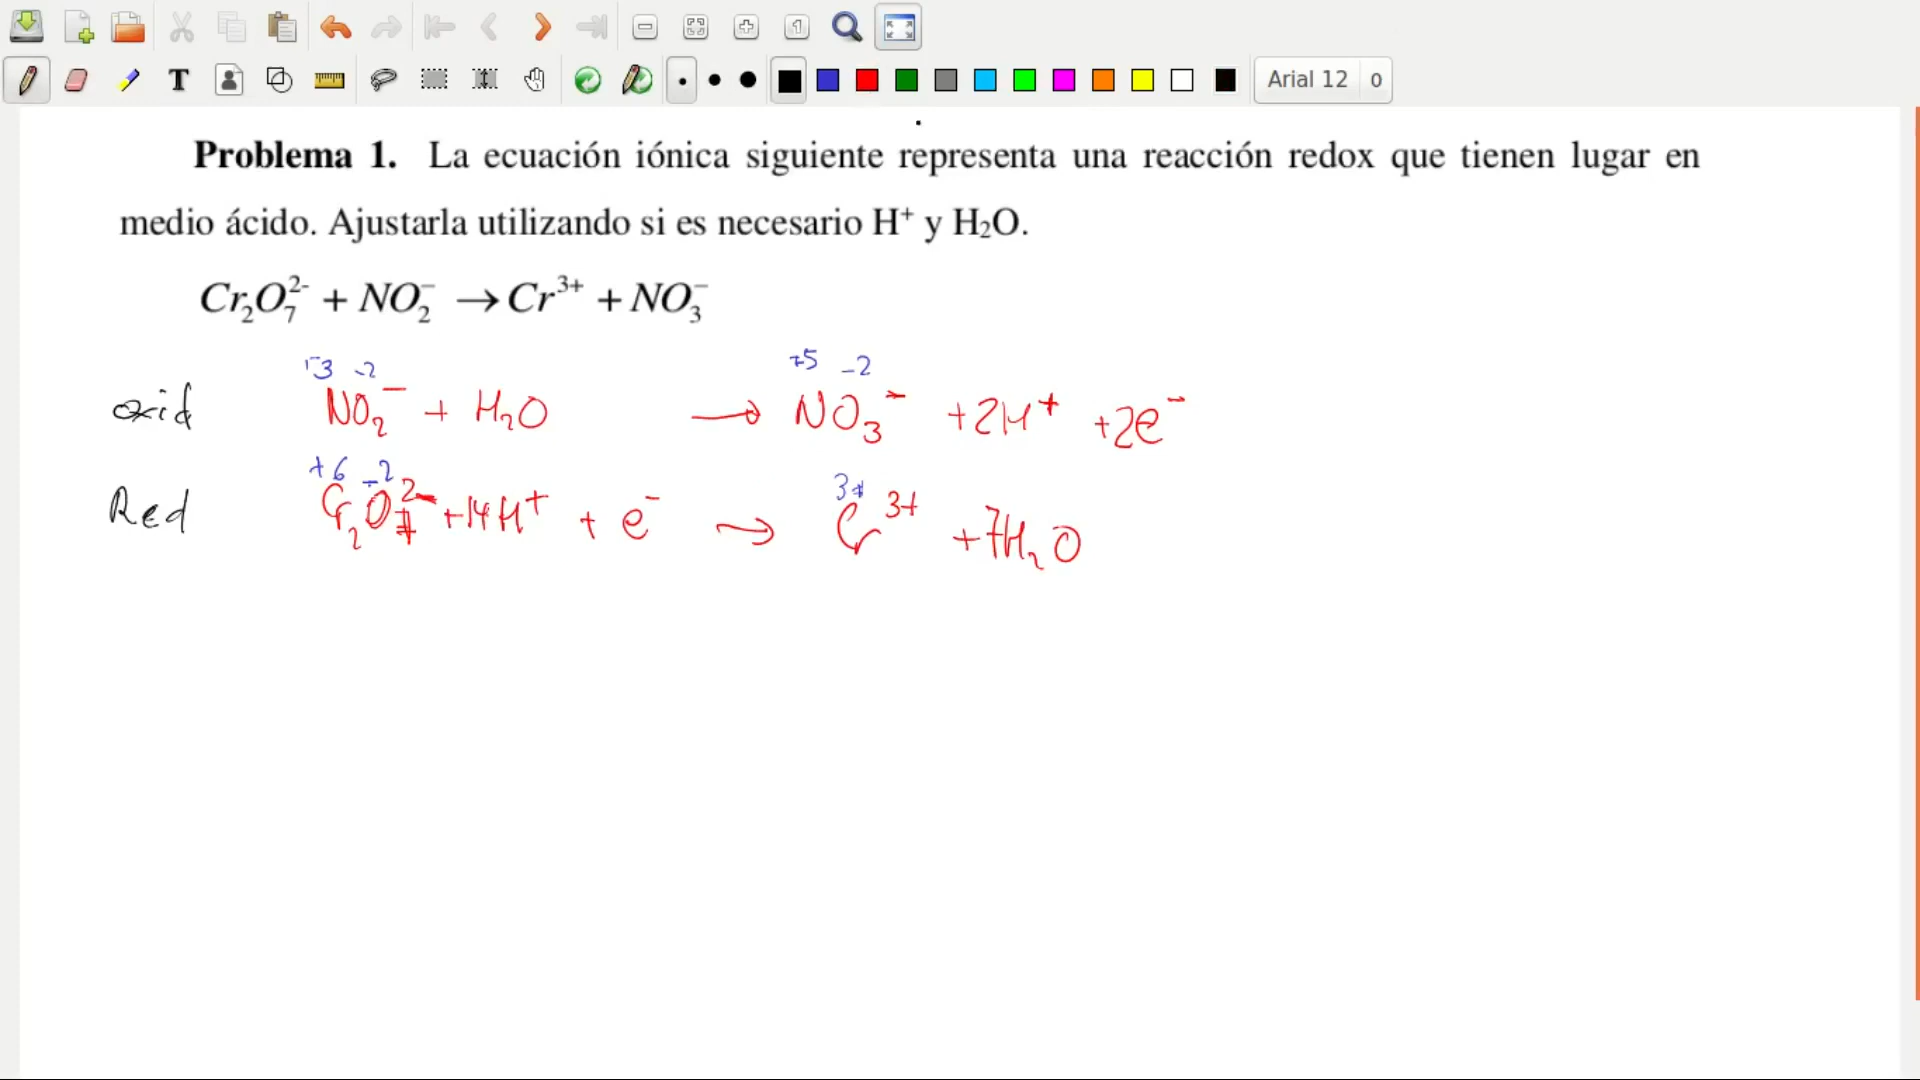 Arial 12 0
Problema 1. La ecuación iónica siguiente representa una reacción redox que tienen lugar en
medio ácido. Ajustarla utilizando si es necesario H⁺ y H₂O.
Cr₂O₇²⁻ + NO₂⁻ → Cr³⁺ + NO₃⁻
+3 -2 +5 -2
oxid NO₂⁻ + H₂O → NO₃⁻ + 2H⁺ + 2e⁻
+6 -2 3+
Red Cr₂O₇²⁻ + 14H⁺ + e⁻ → Cr³⁺ + 7H₂O